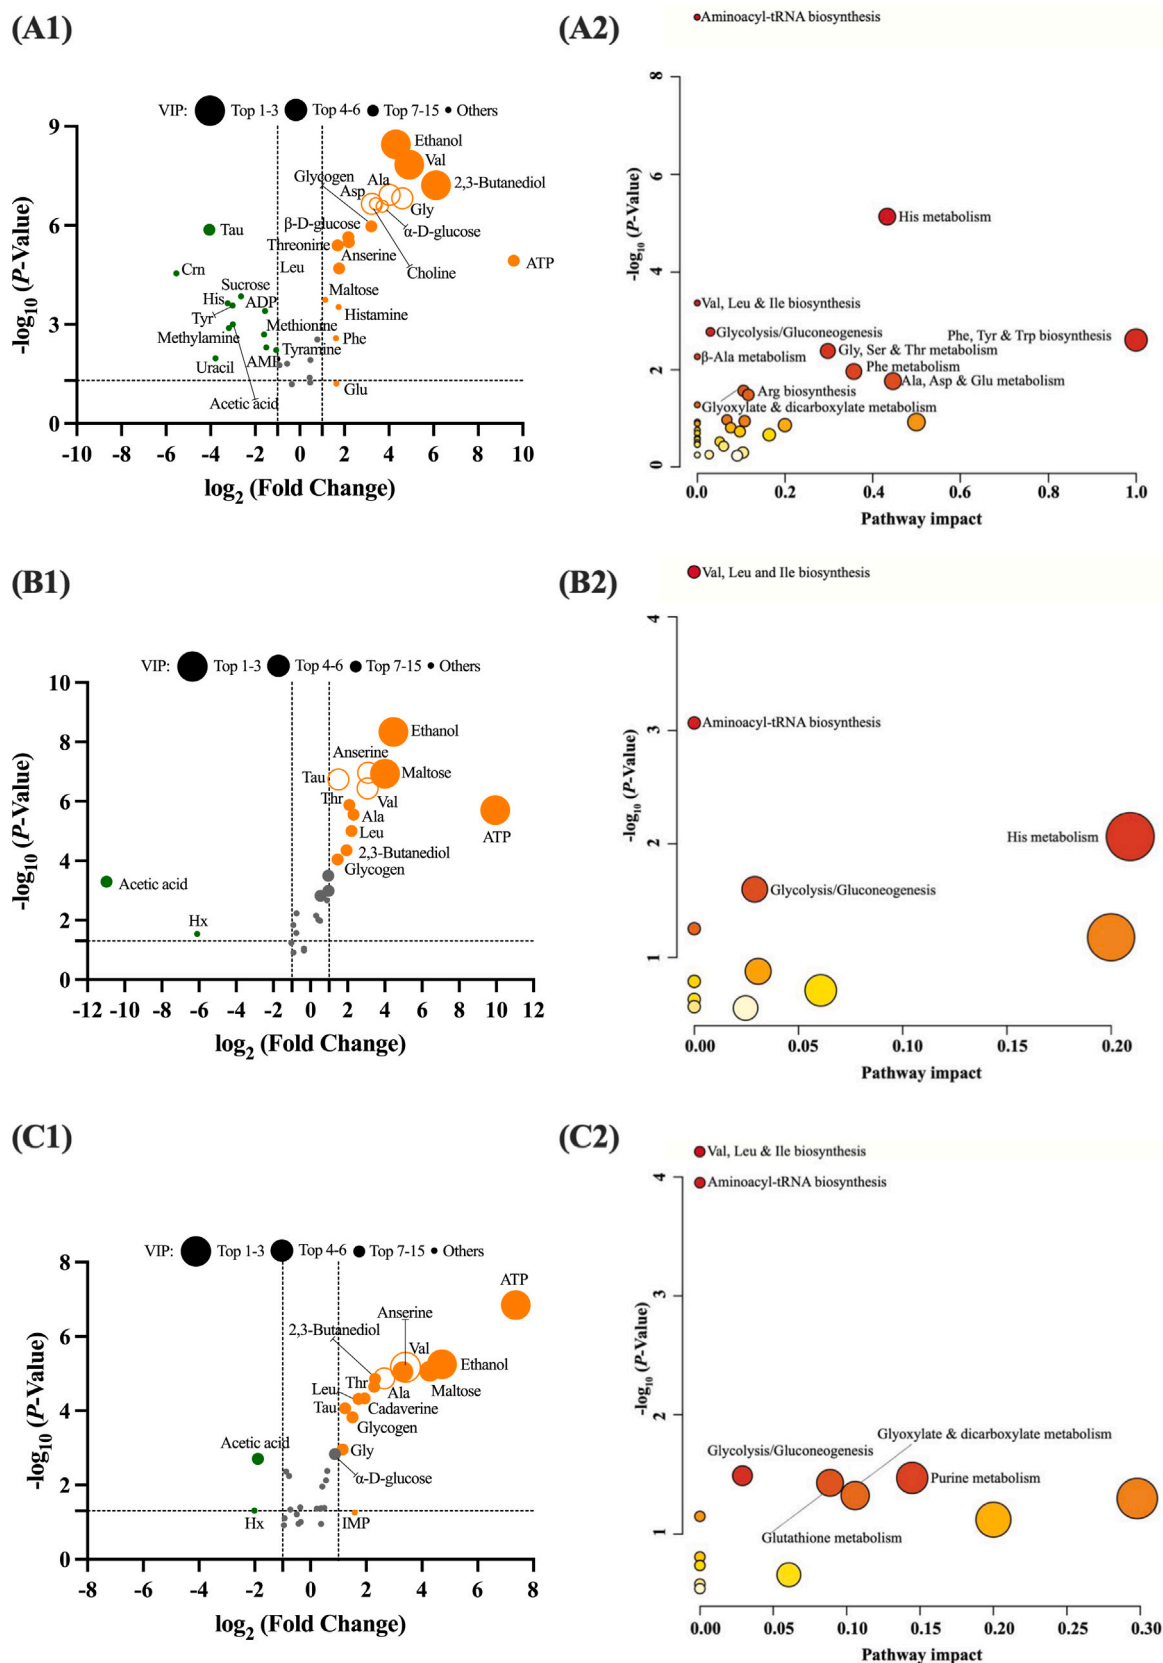 (A1)
VIP: Top 1-3 Top 4-6 Top 7-15 Others
-log10 (P-Value)
9
6
3
0
Ethanol
Val
2,3-Butanediol
Glycogen
Ala
Asp
Gly
β-D-glucose
α-D-glucose
Threonine
Anserine
ATP
Leu
Choline
Tau
Crn
Sucrose
Maltose
His
ADP
Histamine
Tyr
Methionine
Methylamine
Phe
AMP
Tyramine
Uracil
Acetic acid
Glu
-10 -8 -6 -4 -2 0 2 4 6 8 10
log2 (Fold Change)
(A2)
Aminoacyl-tRNA biosynthesis
-log10 (P-Value)
8
6
4
2
0
His metabolism
Val, Leu & Ile biosynthesis
Glycolysis/Gluconeogenesis
Phe, Tyr & Trp biosynthesis
Gly, Ser & Thr metabolism
β-Ala metabolism
Phe metabolism
Ala, Asp & Glu metabolism
Arg biosynthesis
Glyoxylate & dicarboxylate metabolism
0.0 0.2 0.4 0.6 0.8 1.0
Pathway impact
(B1)
VIP: Top 1-3 Top 4-6 Top 7-15 Others
-log10 (P-Value)
10
8
6
4
2
0
Ethanol
Anserine
Tau
Maltose
Thr
Val
Ala
ATP
Leu
2,3-Butanediol
Glycogen
Acetic acid
Hx
-12 -10 -8 -6 -4 -2 0 2 4 6 8 10 12
log2 (Fold Change)
(B2)
Val, Leu and Ile biosynthesis
-log10 (P-Value)
4
3
2
1
Aminoacyl-tRNA biosynthesis
His metabolism
Glycolysis/Gluconeogenesis
0.00 0.05 0.10 0.15 0.20
Pathway impact
(C1)
VIP: Top 1-3 Top 4-6 Top 7-15 Others
-log10 (P-Value)
8
6
4
2
0
ATP
Anserine
2,3-Butanediol
Val
Ethanol
Thr
Leu
Ala
Maltose
Tau
Cadaverine
Glycogen
Acetic acid
Gly
α-D-glucose
Hx
IMP
-8 -6 -4 -2 0 2 4 6 8
log2 (Fold Change)
(C2)
Val, Leu & Ile biosynthesis
Aminoacyl-tRNA biosynthesis
-log10 (P-Value)
4
3
2
1
Glyoxylate & dicarboxylate metabolism
Glycolysis/Gluconeogenesis
Purine metabolism
Glutathione metabolism
0.00 0.05 0.10 0.15 0.20 0.25 0.30
Pathway impact